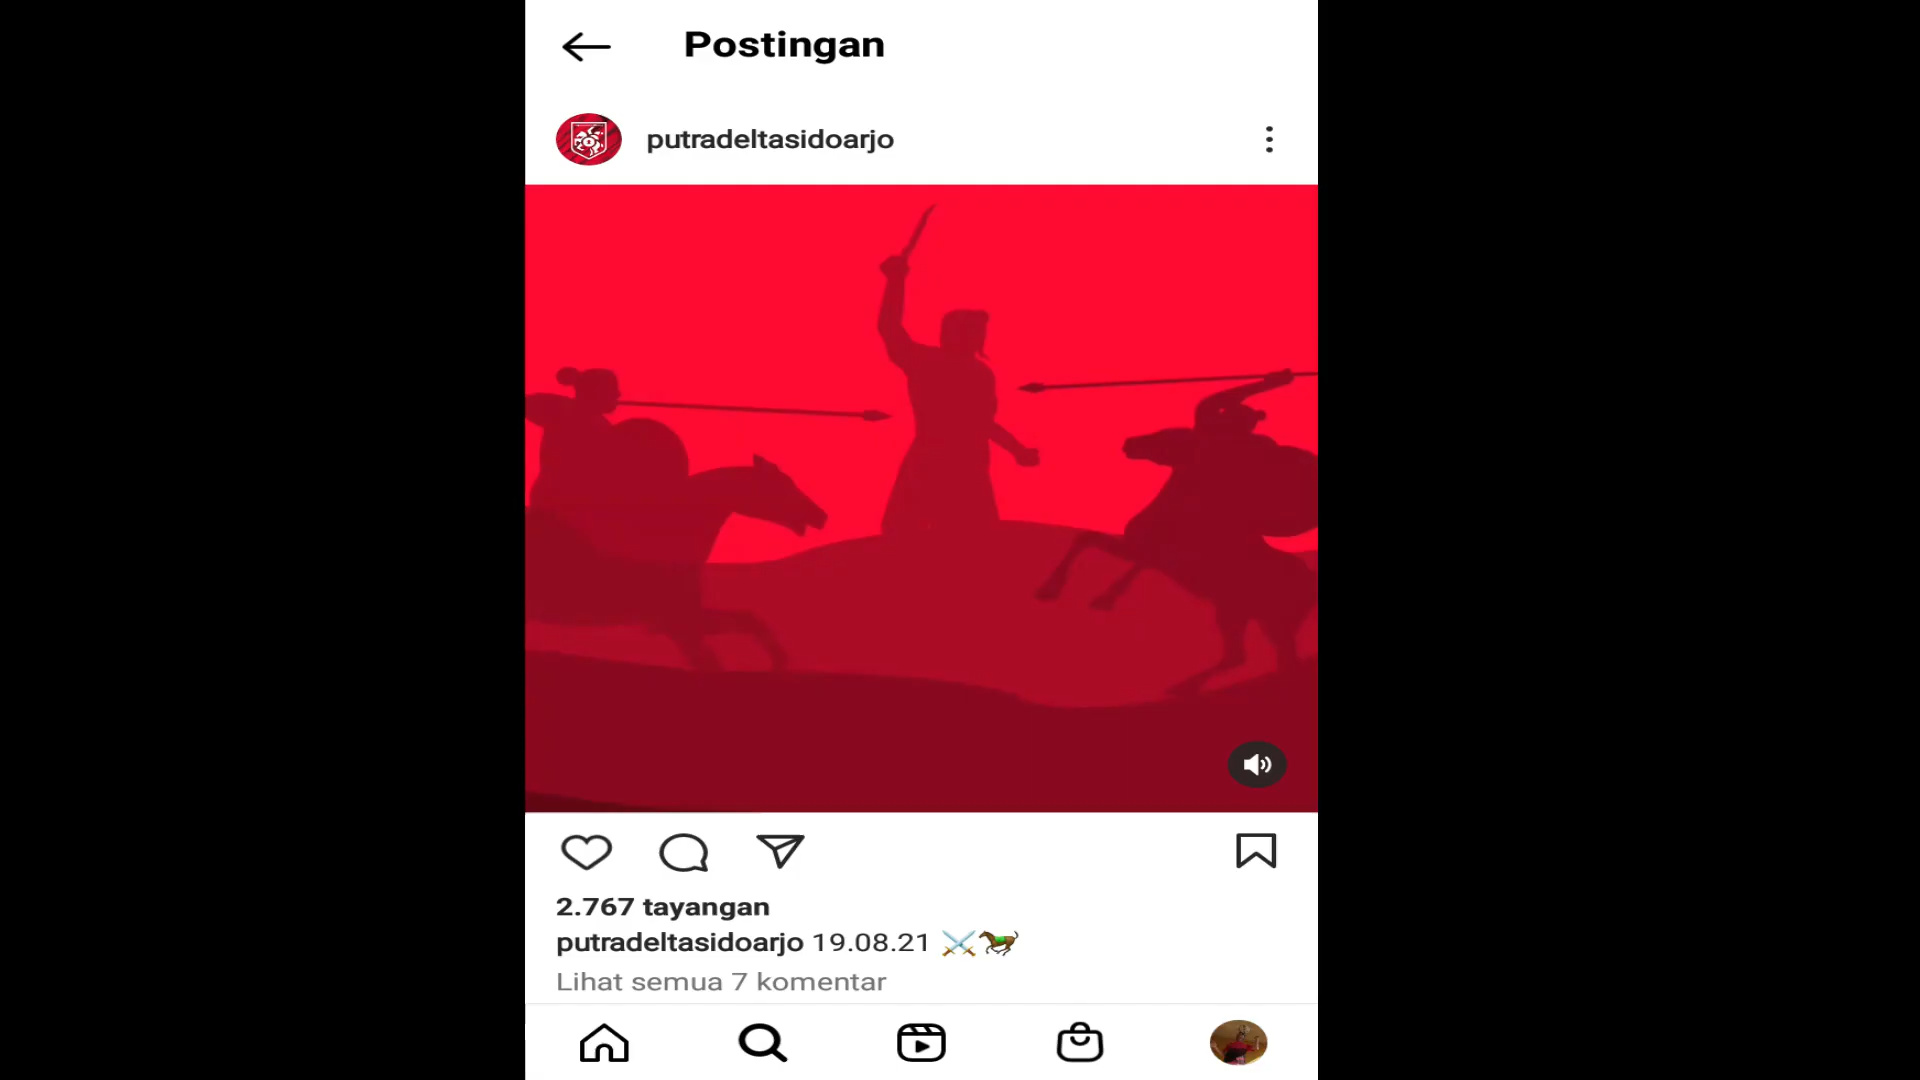 Postingan
putradeltasidoarjo
2.767 tayangan
putradeltasidoarjo 19.08.21 ⚔️🐎
Lihat semua 7 komentar